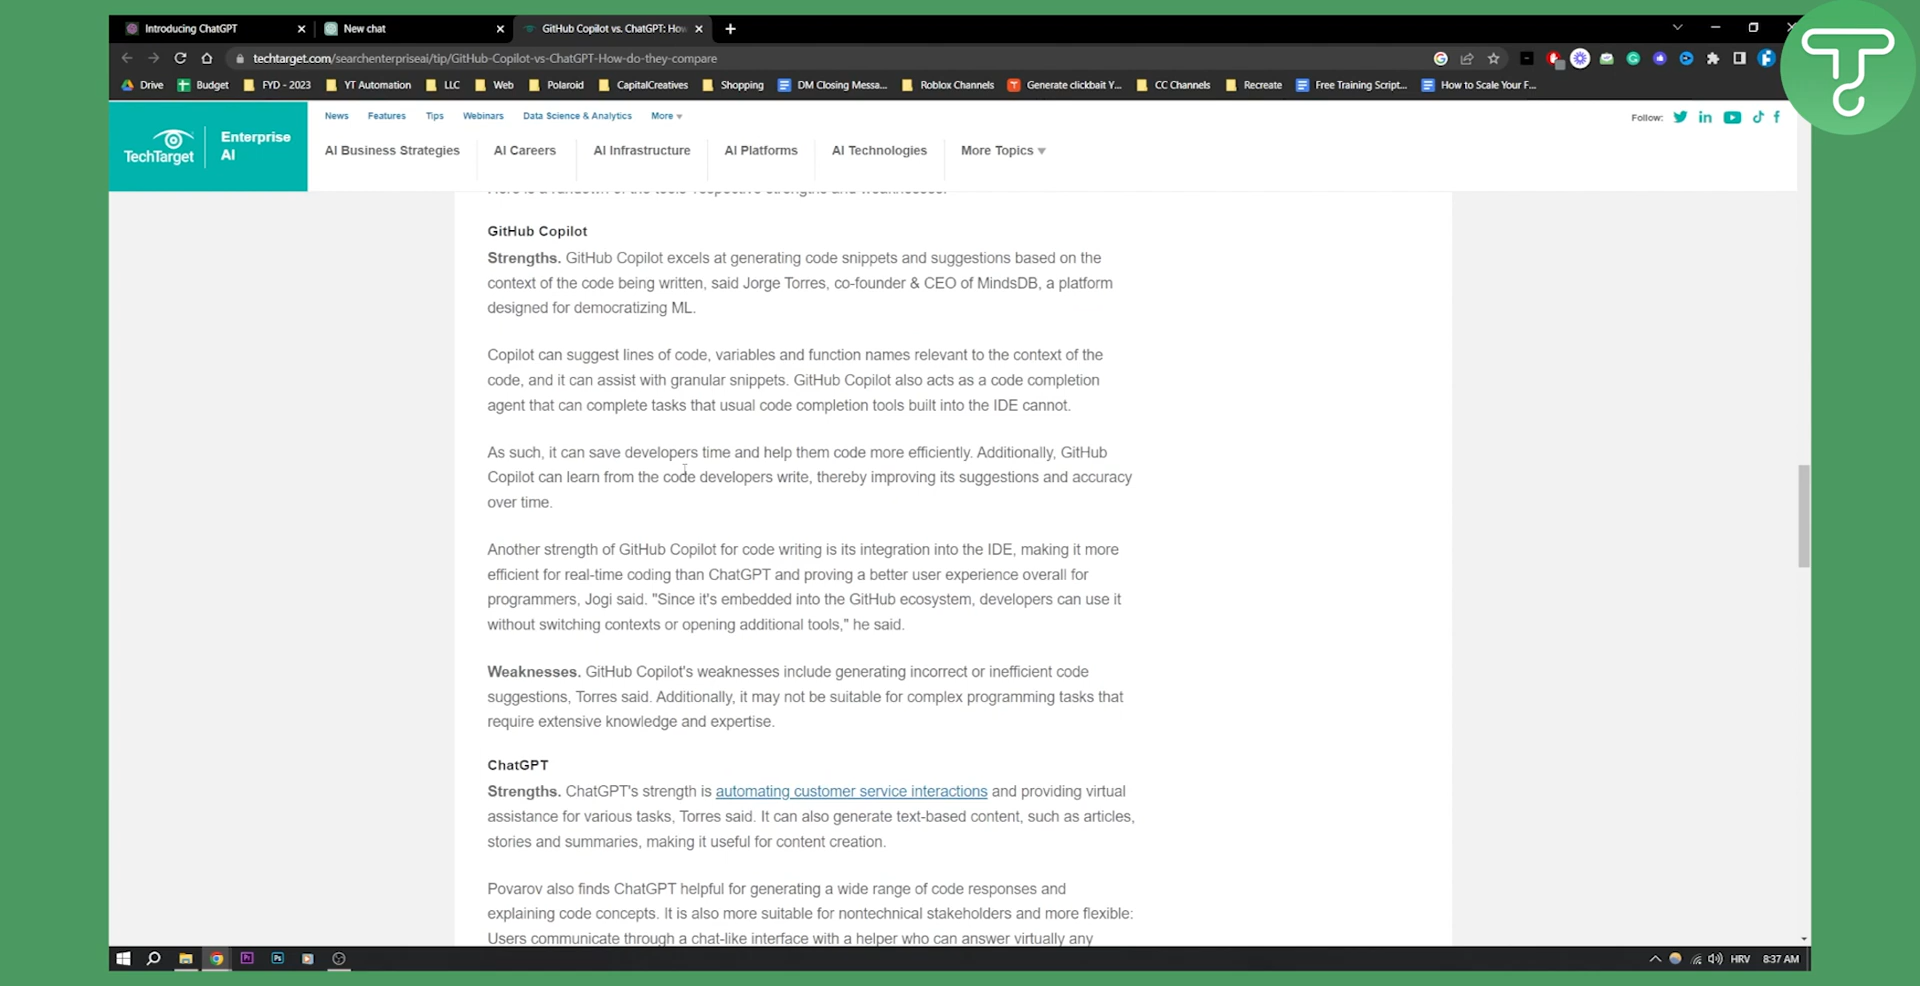 Introducing ChatGPT
New chat
GitHub Copilot vs. ChatGPT: How
techtarget.com/searchenterpriseai/tip/GitHub-Copilot-vs-ChatGPT-How-do-they-compare
Drive Budget FYD - 2023 YT Automation LLC Web Polaroid CapitalCreatives Shopping DM Closing Messa... Roblox Channels Generate clickbait Y... CC Channels Recreate Free Training Script... How to Scale Your F...
TechTarget
Enterprise
AI
News Features Tips Webinars Data Science & Analytics More
Follow:
AI Business Strategies AI Careers AI Infrastructure AI Platforms AI Technologies More Topics
Here is a rundown of the tools' respective strengths and weaknesses.
GitHub Copilot
Strengths. GitHub Copilot excels at generating code snippets and suggestions based on the
context of the code being written, said Jorge Torres, co-founder & CEO of MindsDB, a platform
designed for democratizing ML.
Copilot can suggest lines of code, variables and function names relevant to the context of the
code, and it can assist with granular snippets. GitHub Copilot also acts as a code completion
agent that can complete tasks that usual code completion tools built into the IDE cannot.
As such, it can save developers time and help them code more efficiently. Additionally, GitHub
Copilot can learn from the code developers write, thereby improving its suggestions and accuracy
over time.
Another strength of GitHub Copilot for code writing is its integration into the IDE, making it more
efficient for real-time coding than ChatGPT and proving a better user experience overall for
programmers, Jogi said. "Since it's embedded into the GitHub ecosystem, developers can use it
without switching contexts or opening additional tools," he said.
Weaknesses. GitHub Copilot's weaknesses include generating incorrect or inefficient code
suggestions, Torres said. Additionally, it may not be suitable for complex programming tasks that
require extensive knowledge and expertise.
ChatGPT
Strengths. ChatGPT's strength is automating customer service interactions and providing virtual
assistance for various tasks, Torres said. It can also generate text-based content, such as articles,
stories and summaries, making it useful for content creation.
Povarov also finds ChatGPT helpful for generating a wide range of code responses and
explaining code concepts. It is also more suitable for nontechnical stakeholders and more flexible:
Users communicate through a chat-like interface with a helper who can answer virtually any
HRV 8:37 AM